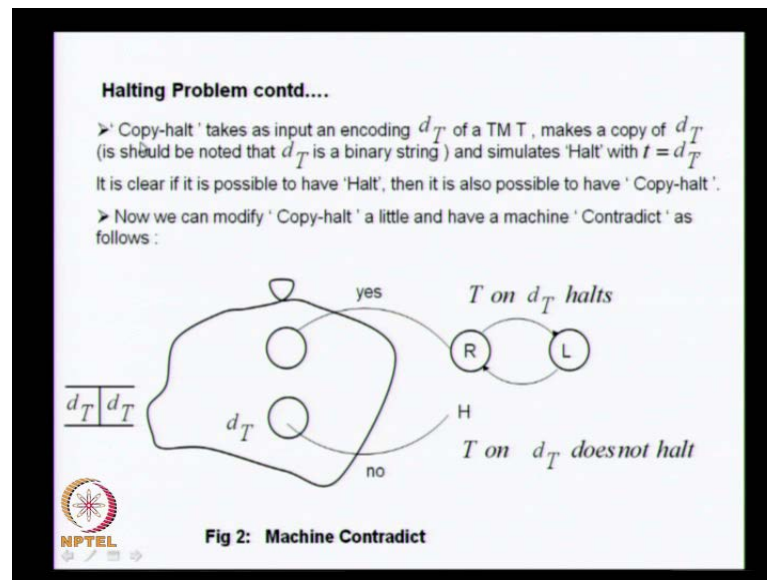 Halting Problem contd....
➢' Copy-halt ' takes as input an encoding d_T of a TM T , makes a copy of d_T
(is should be noted that d_T is a binary string ) and simulates 'Halt' with t = d_T
It is clear if it is possible to have 'Halt', then it is also possible to have ' Copy-halt '.
➢ Now we can modify ' Copy-halt ' a little and have a machine ' Contradict ' as
follows :
yes
T on d_T halts
R
L
d_T d_T
d_T
H
T on d_T does not halt
no
NPTEL
Fig 2: Machine Contradict